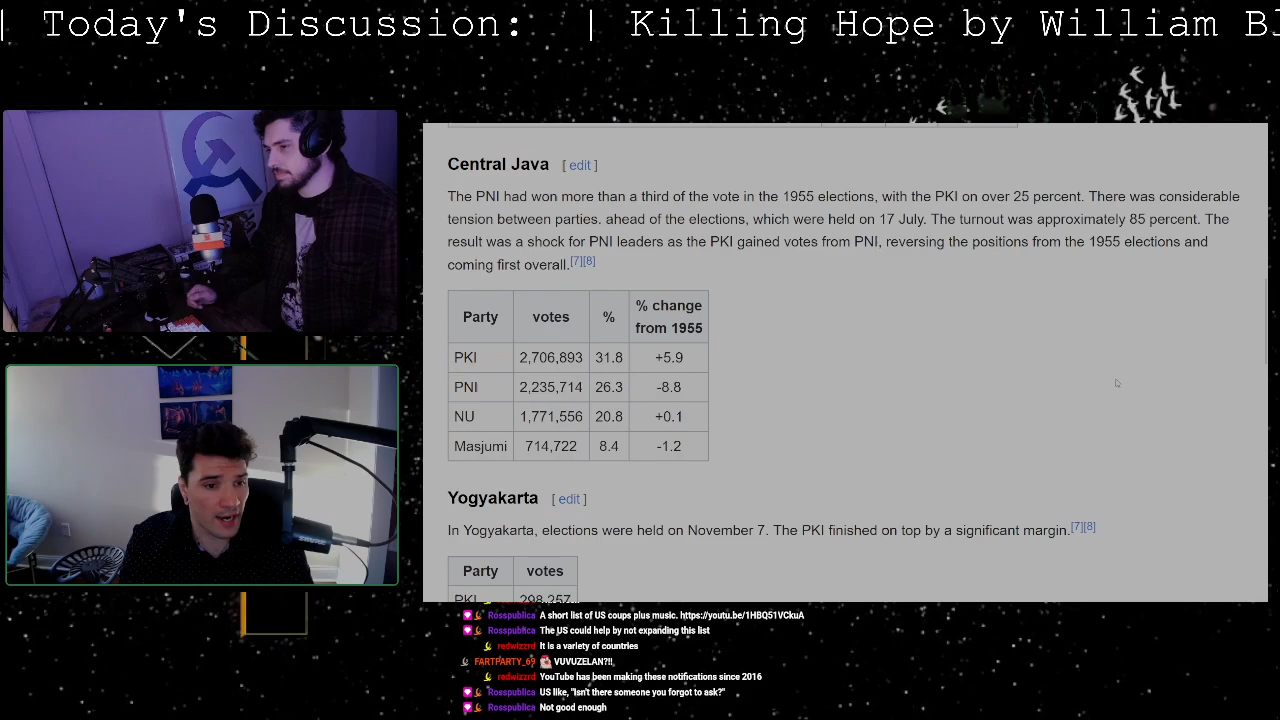 | Today's Discussion: | Killing Hope by William Bl
Central Java [ edit ]
The PNI had won more than a third of the vote in the 1955 elections, with the PKI on over 25 percent. There was considerable
tension between parties. ahead of the elections, which were held on 17 July. The turnout was approximately 85 percent. The
result was a shock for PNI leaders as the PKI gained votes from PNI, reversing the positions from the 1955 elections and
coming first overall.[7][8]
Party votes % % change from 1955
PKI 2,706,893 31.8 +5.9
PNI 2,235,714 26.3 -8.8
NU 1,771,556 20.8 +0.1
Masjumi 714,722 8.4 -1.2
Yogyakarta [ edit ]
In Yogyakarta, elections were held on November 7. The PKI finished on top by a significant margin.[7][8]
Party votes
PKI 298,257
Rosspublica A short list of US coups plus music. https://youtu.be/1HBQ51VCkuA
Rosspublica The US could help by not expanding this list
redwizzrd It is a variety of countries
FARTPARTY_69 VUVUZELAN?!!
redwizzrd YouTube has been making these notifications since 2016
Rosspublica US like, "Isn't there someone you forgot to ask?"
Rosspublica Not good enough